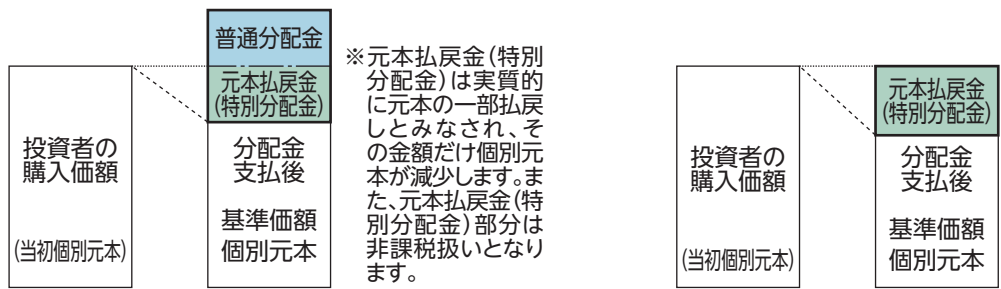 普通分配金
元本払戻金
(特別分配金)
投資者の
購入価額
(当初個別元本)
分配金
支払後
基準価額
個別元本
※元本払戻金(特別
分配金)は実質的
に元本の一部払戻
しとみなされ、そ
の金額だけ個別元
本が減少します。ま
た、元本払戻金(特
別分配金)部分は
非課税扱いとなり
ます。
元本払戻金
(特別分配金)
投資者の
購入価額
(当初個別元本)
分配金
支払後
基準価額
個別元本